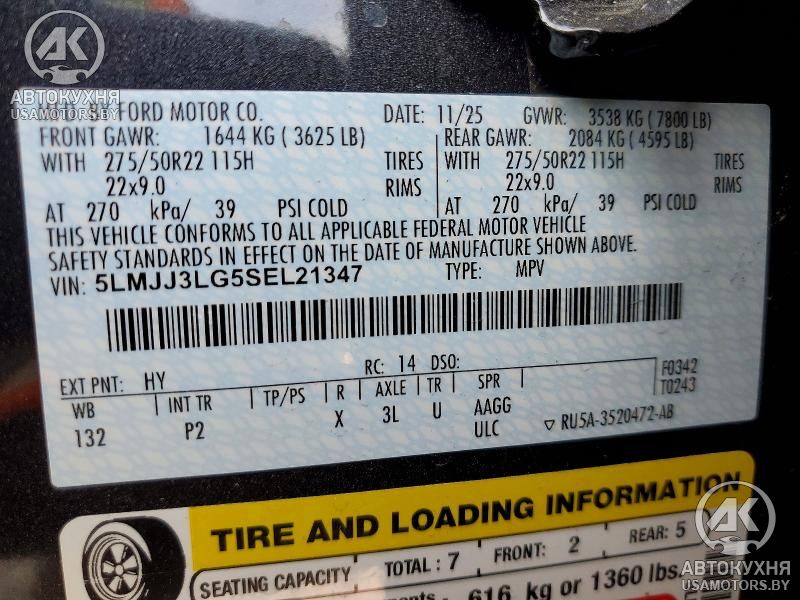 AK
АВТОКУХНЯ
USAMOTORS.BY
FORD MOTOR CO. DATE: 11/25 GVWR: 3538 KG ( 7800 LB)
FRONT GAWR: 1644 KG ( 3625 LB) REAR GAWR: 2084 KG ( 4595 LB)
WITH 275/50R22 115H TIRES WITH 275/50R22 115H TIRES
22x9.0 RIMS 22x9.0 RIMS
AT 270 kPa/ 39 PSI COLD AT 270 kPa/ 39 PSI COLD
THIS VEHICLE CONFORMS TO ALL APPLICABLE FEDERAL MOTOR VEHICLE
SAFETY STANDARDS IN EFFECT ON THE DATE OF MANUFACTURE SHOWN ABOVE
VIN: 5LMJJ3LG5SEL21347 TYPE: MPV
EXT PNT: HY RC: 14 DSO: F0342
WB INT TR TP/PS R AXLE TR SPR T0243
132 P2 X 3L U AAGG
ULC ▽ RU5A-3520472-AB
TIRE AND LOADING INFORMATION
SEATING CAPACITY TOTAL : 7 FRONT: 2 REAR: 5
616 kg or 1360 lbs
AK
АВТОКУХНЯ
USAMOTORS.BY